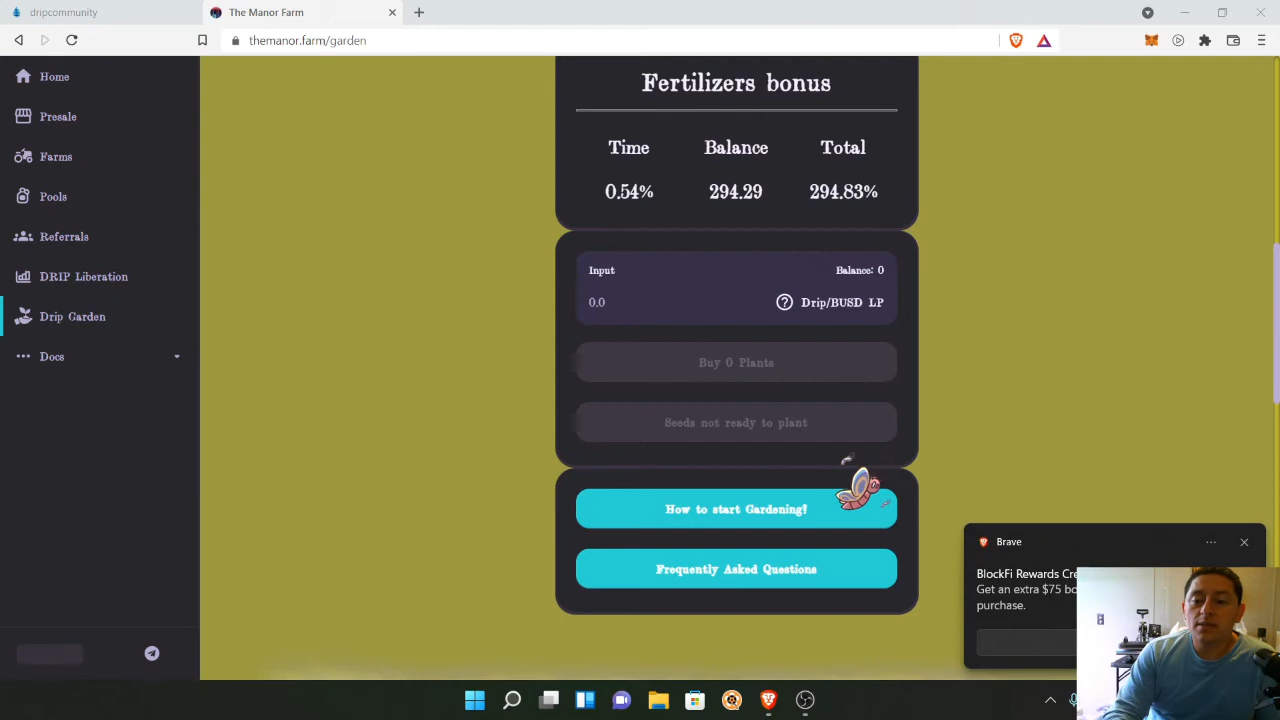 dripcommunity
The Manor Farm
themanor.farm/garden
Home
Presale
Farms
Pools
Referrals
DRIP Liberation
Drip Garden
Docs
Fertilizers bonus
Time Balance Total
0.54% 294.29 294.83%
Input Balance: 0
0.0 Drip/BUSD LP
Buy 0 Plants
Seeds not ready to plant
How to start Gardening?
Frequently Asked Questions
Brave
BlockFi Rewards
Get an extra $75
purchase.